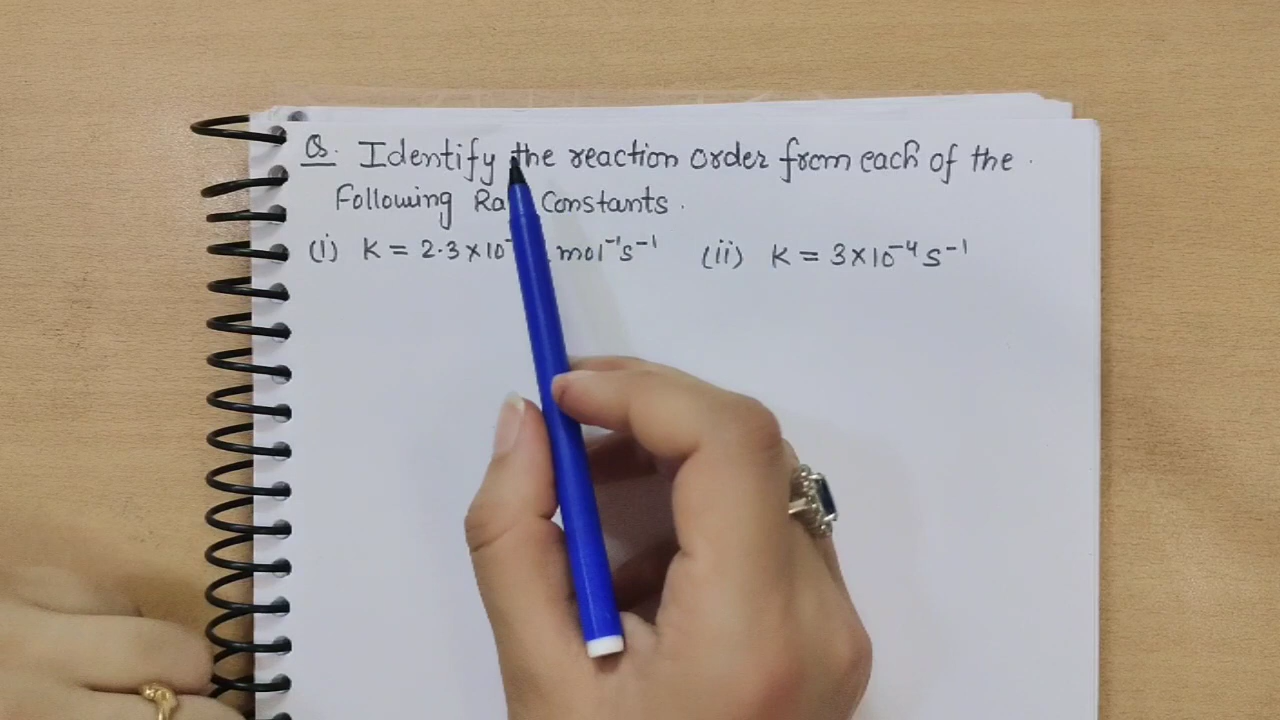 Q. Identify the reaction order from each of the
Following Constants.
(i) K = 2.3×10⁻ mol⁻¹s⁻¹ (ii) K = 3×10⁻⁴ s⁻¹